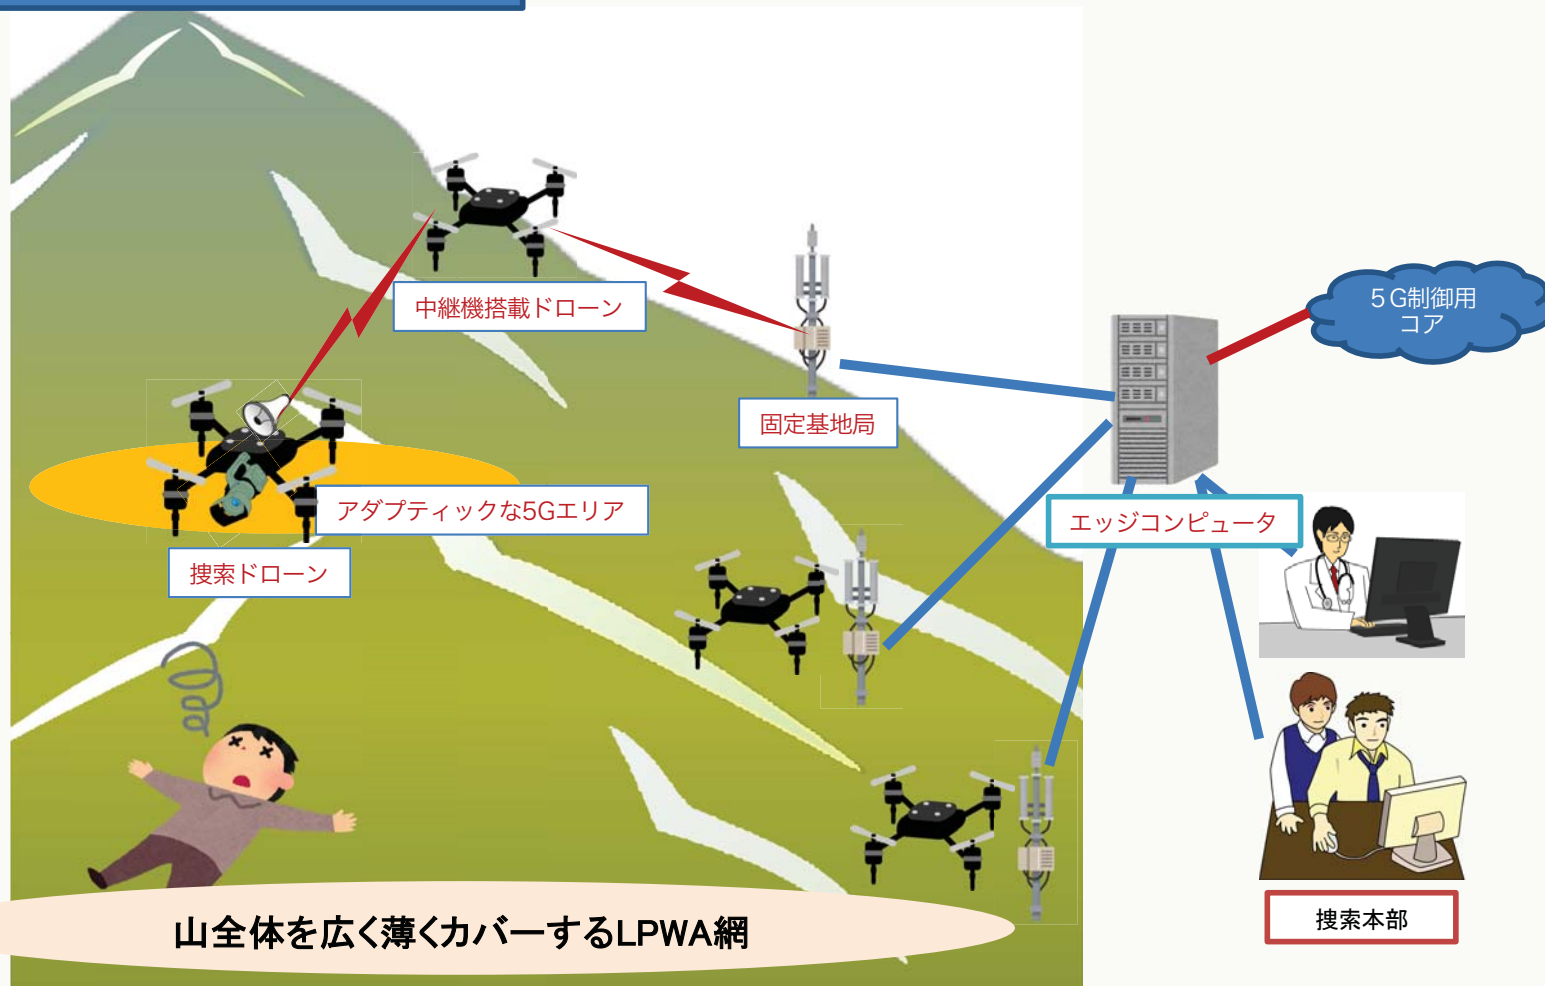 中継機搭載ドローン
5G制御用
コア
固定基地局
アダプティックな5Gエリア
エッジコンピュータ
捜索ドローン
捜索本部
山全体を広く薄くカバーするLPWA網